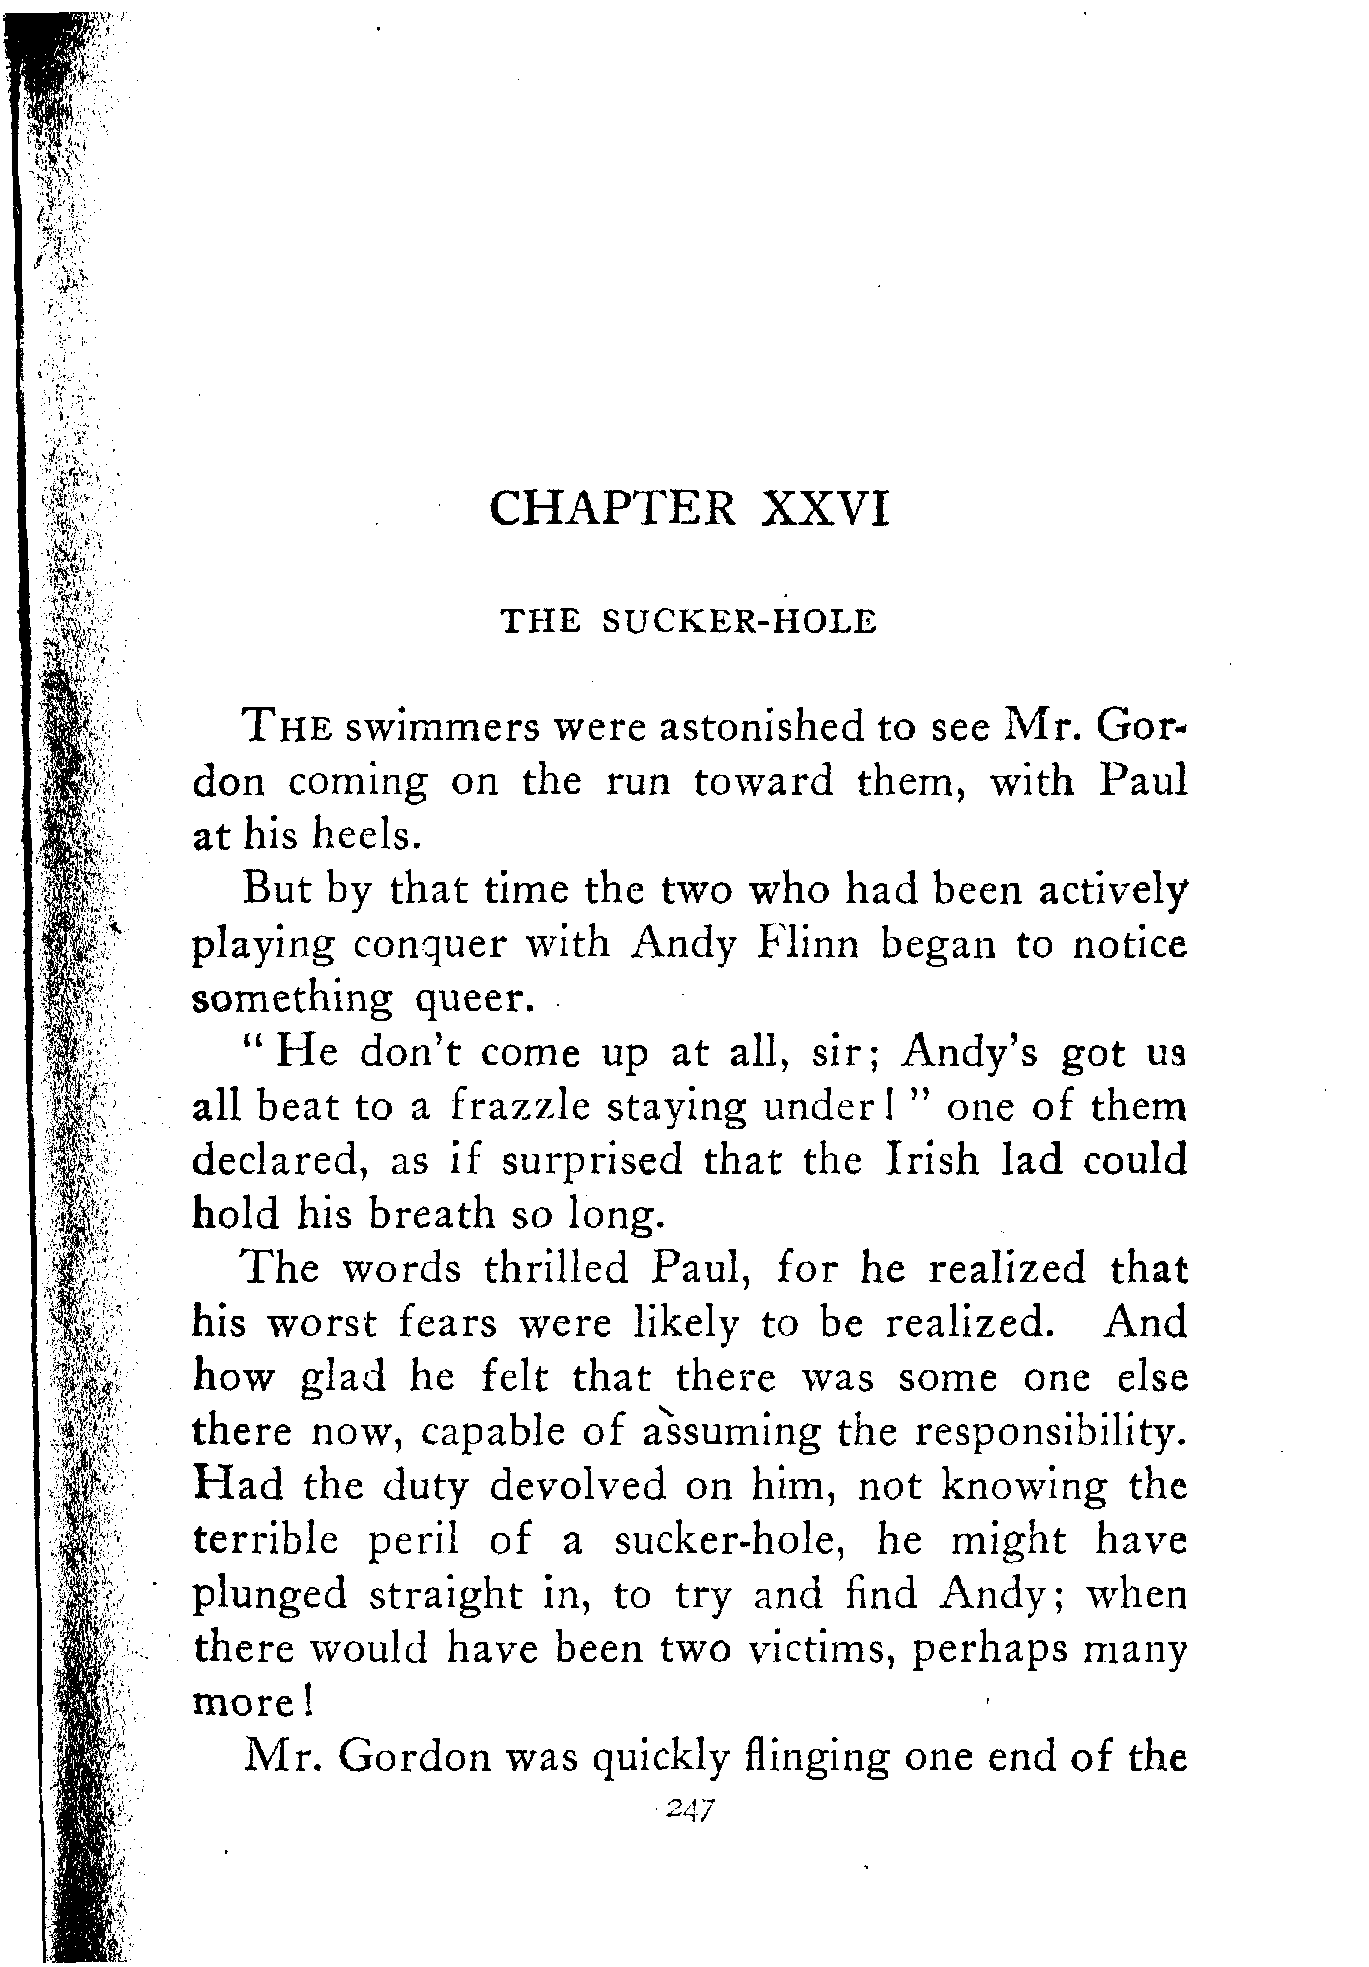 CHAPTER XXVI
THE SUCKER-HOLE
THE swimmers were astonished to see Mr. Gor-
don coming on the run toward them, with Paul
at his heels.
But by that time the two who had been actively
playing conquer with Andy Flinn began to notice
something queer.
"He don't come up at all, sir; Andy's got us
all beat to a frazzle staying under!" one of them
declared, as if surprised that the Irish lad could
hold his breath so long.
The words thrilled Paul, for he realized that
his worst fears were likely to be realized. And
how glad he felt that there was some one else
there now, capable of assuming the responsibility.
Had the duty devolved on him, not knowing the
terrible peril of a sucker-hole, he might have
plunged straight in, to try and find Andy; when
there would have been two victims, perhaps many
more!
Mr. Gordon was quickly flinging one end of the
247